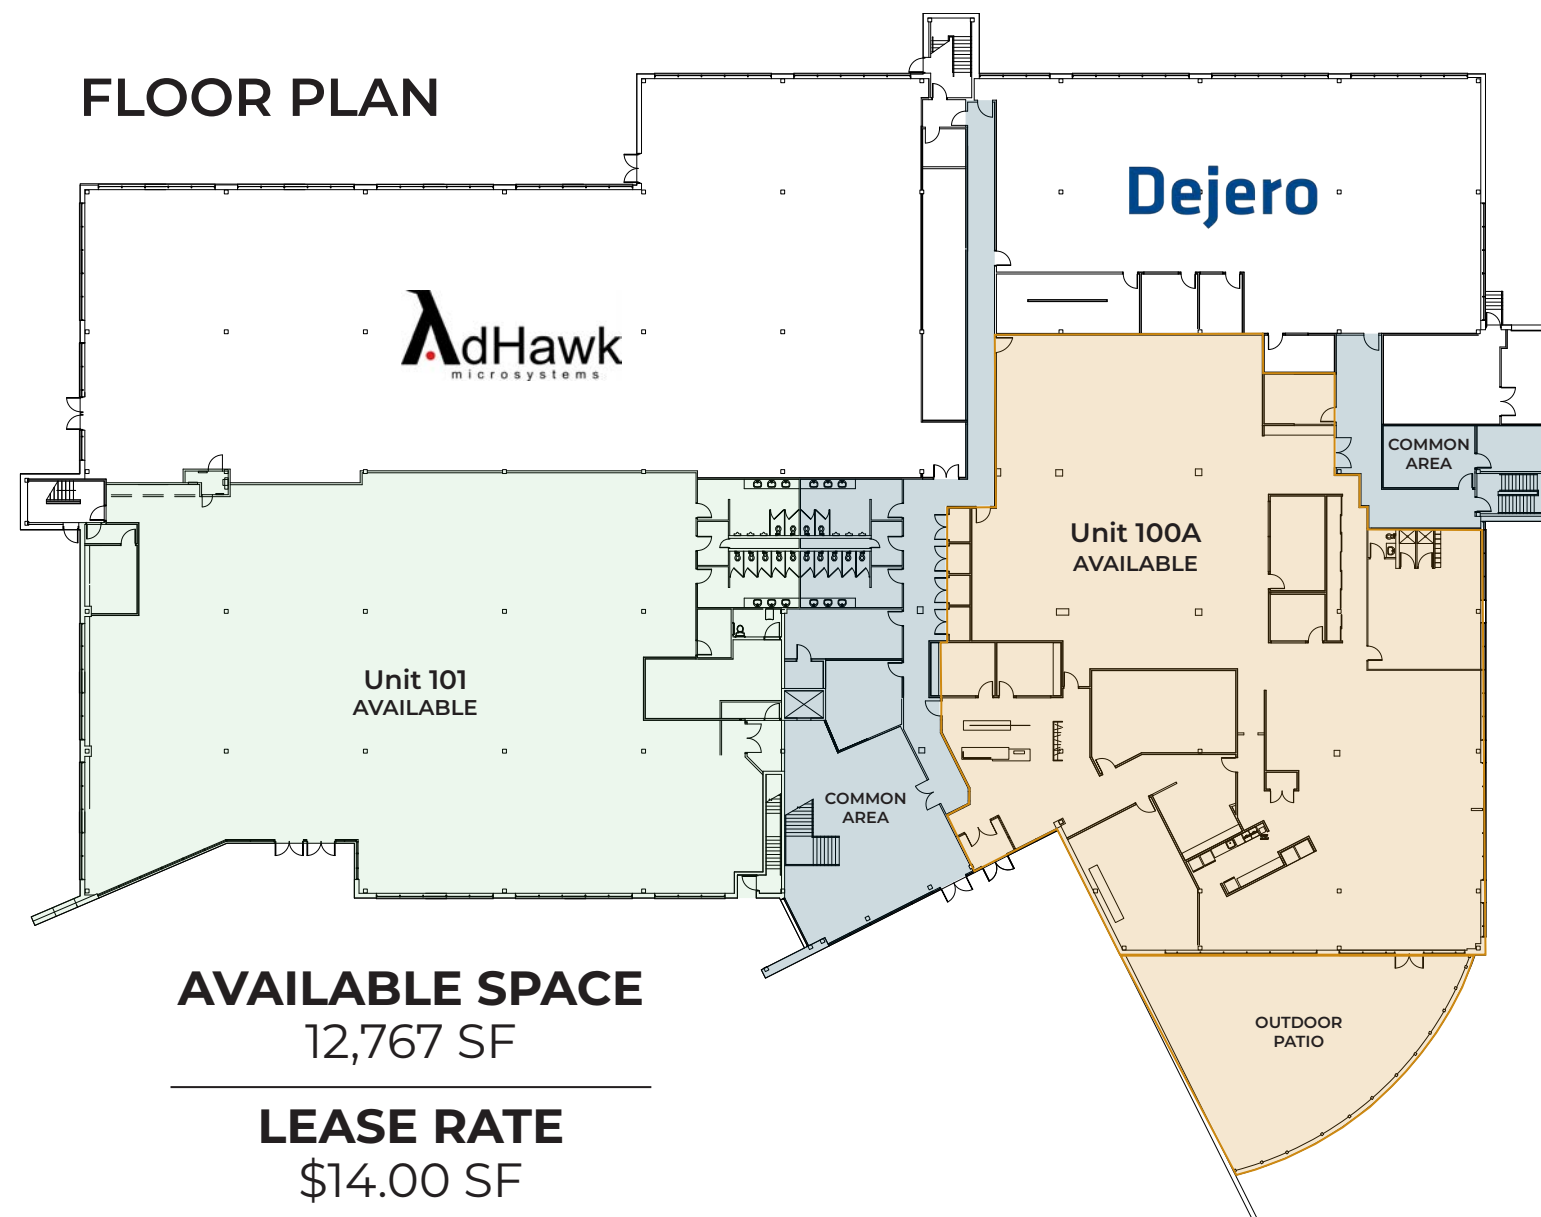 FLOOR PLAN
Dejero
AdHawk
microsystems
COMMON
AREA
Unit 100A
AVAILABLE
Unit 101
AVAILABLE
COMMON
AREA
AVAILABLE SPACE
12,767 SF
LEASE RATE
$14.00 SF
OUTDOOR
PATIO